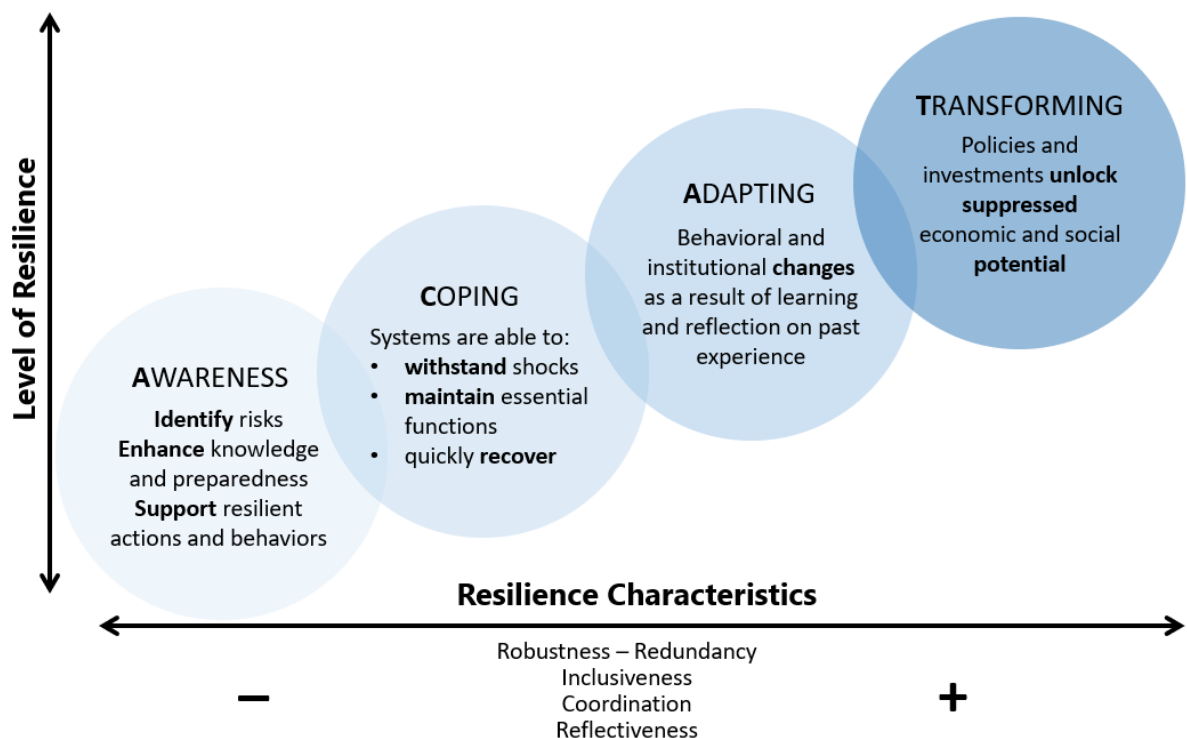 Level of Resilience
AWARENESS
Identify risks
Enhance knowledge
and preparedness
Support resilient
actions and behaviors
COPING
Systems are able to:
• withstand shocks
• maintain essential
functions
• quickly recover
ADAPTING
Behavioral and
institutional changes
as a result of learning
and reflection on past
experience
TRANSFORMING
Policies and
investments unlock
suppressed
economic and social
potential
Resilience Characteristics
Robustness – Redundancy
Inclusiveness
Coordination
Reflectiveness
–
+